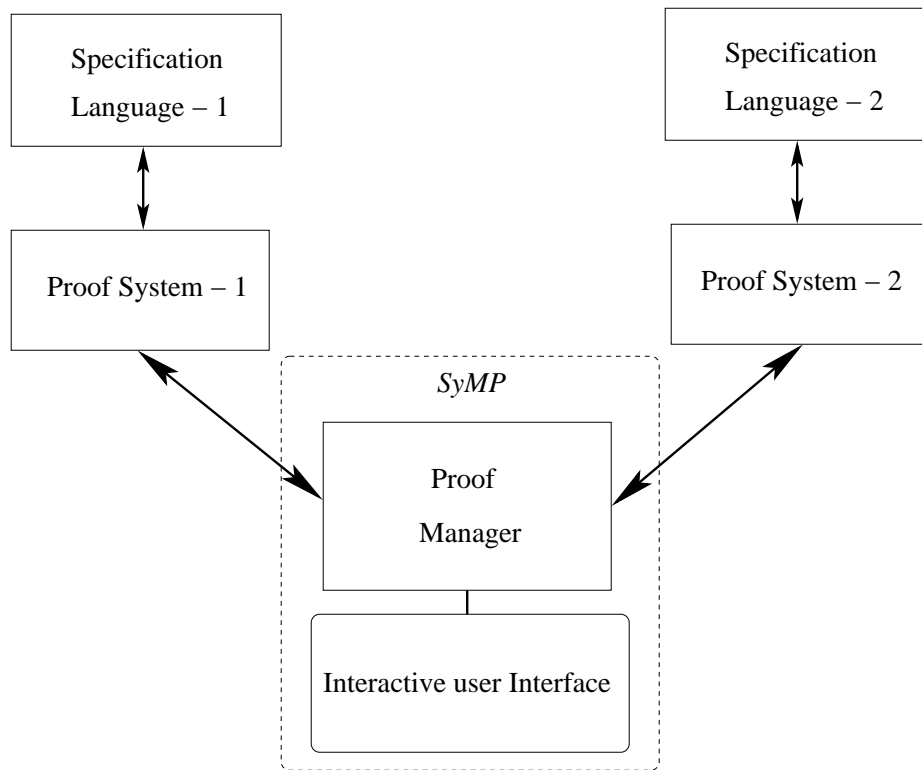 Specification
Language – 1
Specification
Language – 2
Proof System – 1
Proof System – 2
SyMP
Proof
Manager
Interactive user Interface